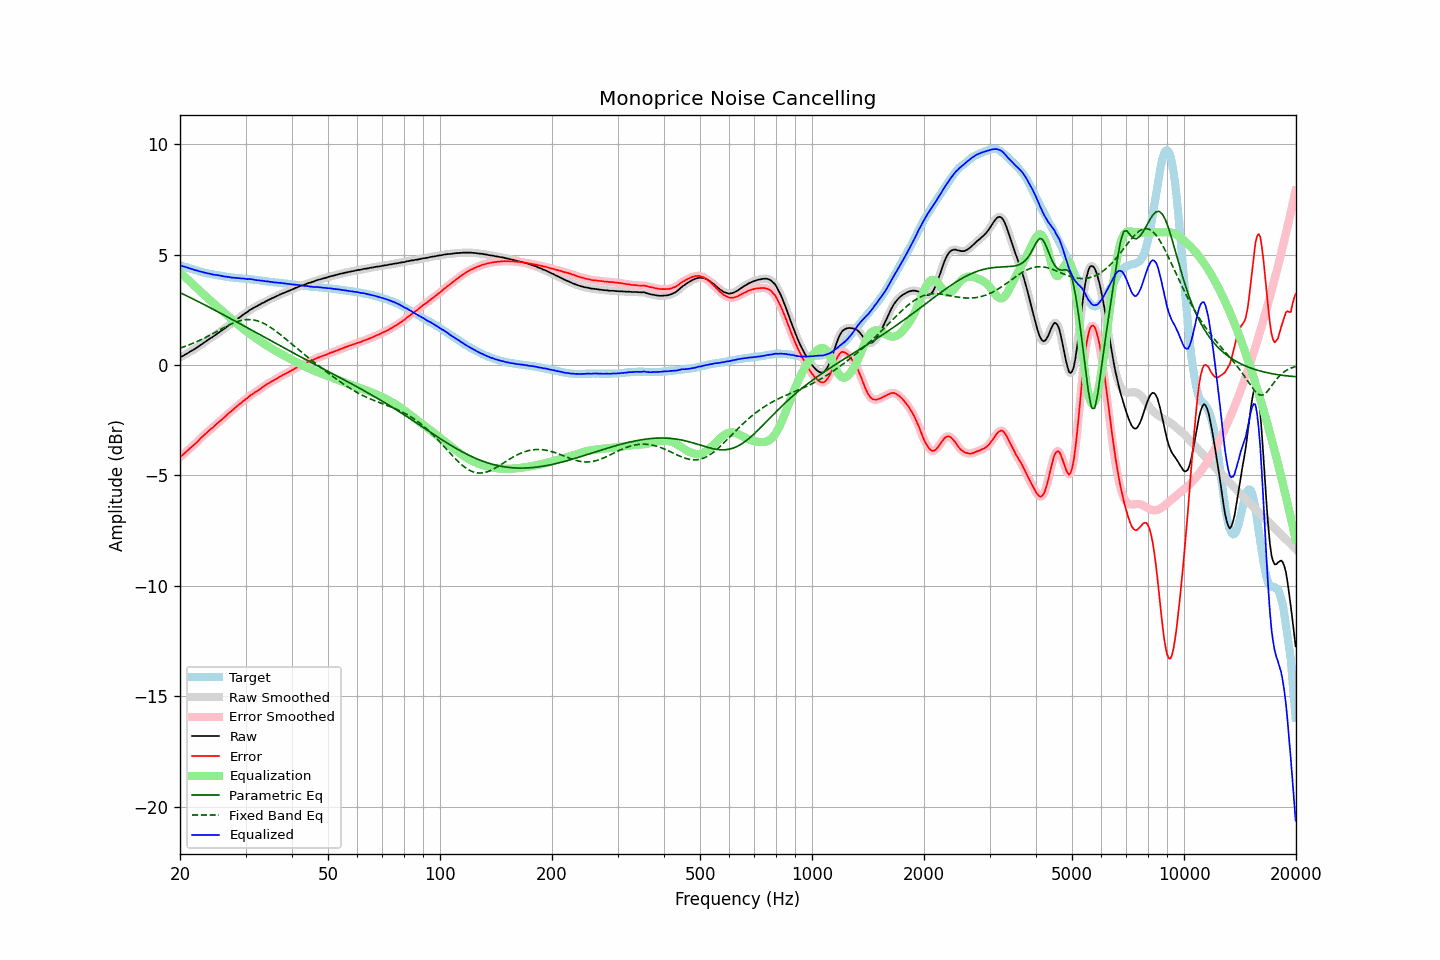 Monoprice Noise Cancelling
10
5
0
−5
−10
−15
−20
Amplitude (dBr)
Target
Raw Smoothed
Error Smoothed
Raw
Error
Equalization
Parametric Eq
Fixed Band Eq
Equalized
20 50 100 200 500 1000 2000 5000 10000 20000
Frequency (Hz)